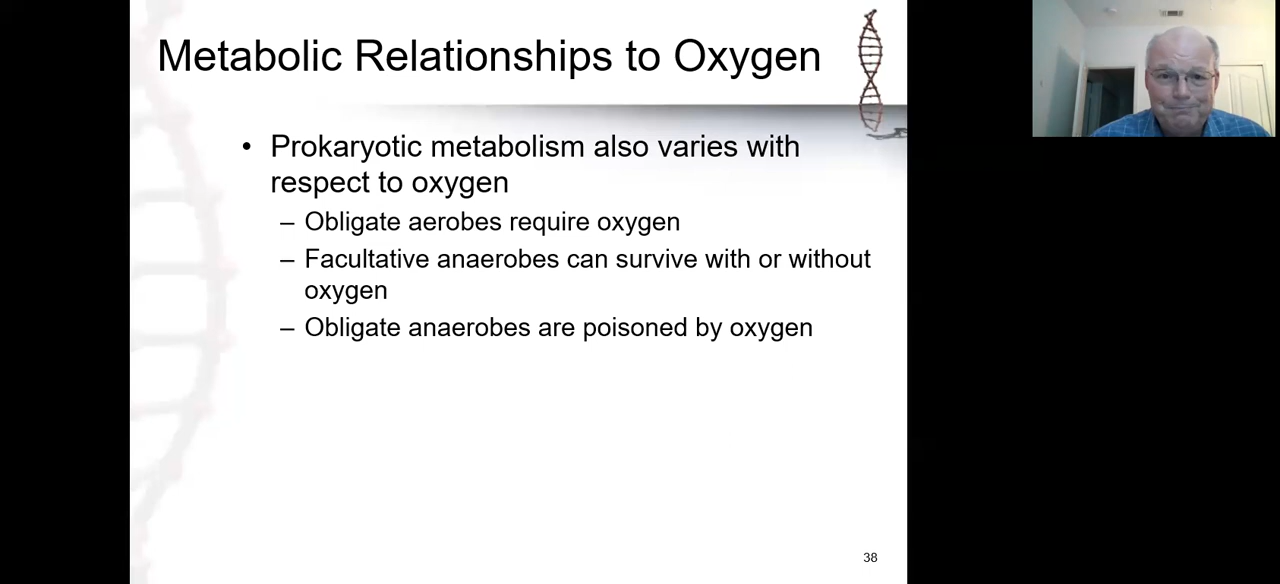 Metabolic Relationships to Oxygen
• Prokaryotic metabolism also varies with
respect to oxygen
– Obligate aerobes require oxygen
– Facultative anaerobes can survive with or without
oxygen
– Obligate anaerobes are poisoned by oxygen
38